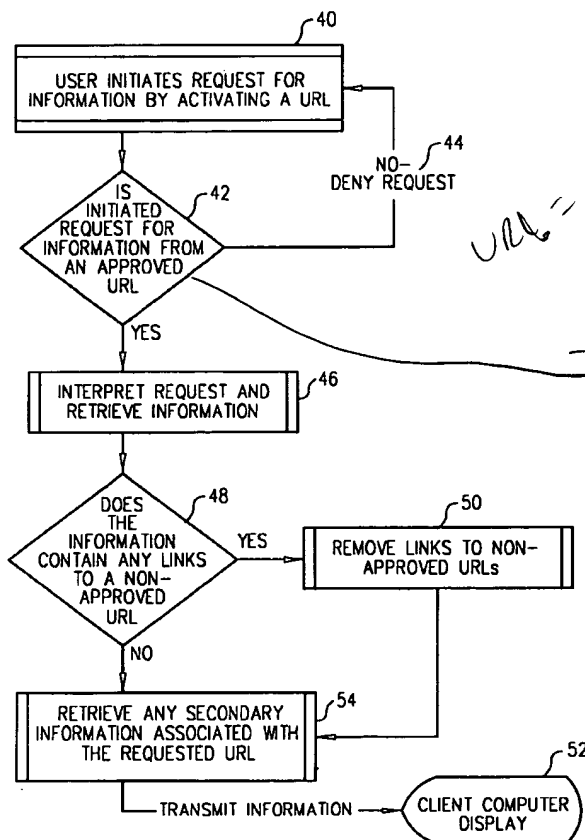 40
USER INITIATES REQUEST FOR
INFORMATION BY ACTIVATING A URL
44
NO-
DENY REQUEST
42
IS
INITIATED
REQUEST FOR
INFORMATION FROM
AN APPROVED
URL
YES
46
INTERPRET REQUEST AND
RETRIEVE INFORMATION
48
DOES
THE
INFORMATION
CONTAIN ANY LINKS
TO A NON-
APPROVED
URL
YES
50
REMOVE LINKS TO NON-
APPROVED URLs
NO
54
RETRIEVE ANY SECONDARY
INFORMATION ASSOCIATED WITH
THE REQUESTED URL
TRANSMIT INFORMATION
52
CLIENT COMPUTER
DISPLAY